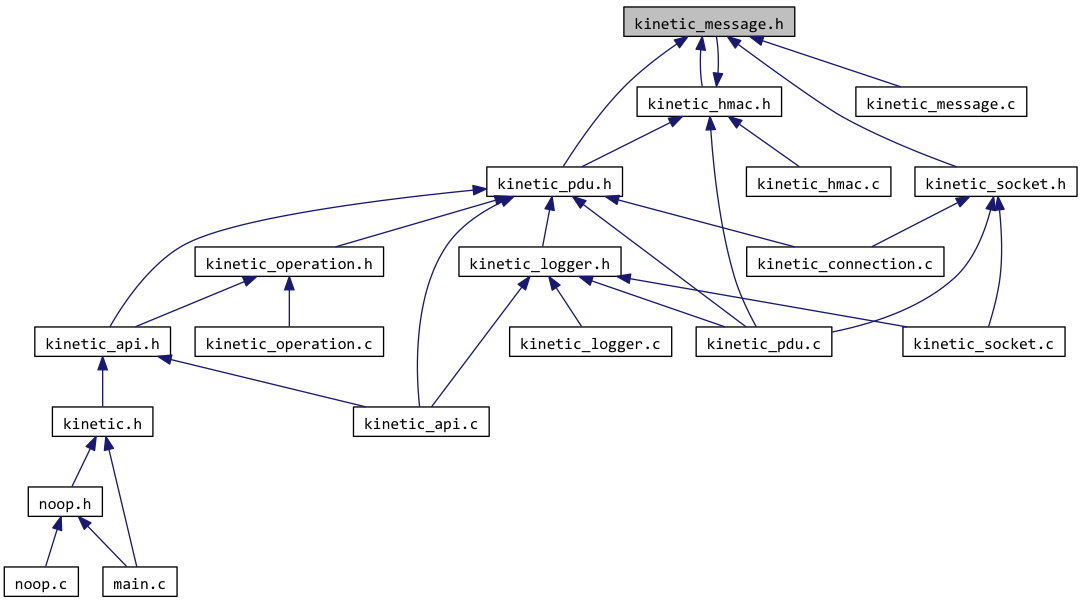 kinetic_message.h
kinetic_hmac.h
kinetic_message.c
kinetic_pdu.h
kinetic_hmac.c
kinetic_socket.h
kinetic_operation.h
kinetic_logger.h
kinetic_connection.c
kinetic_api.h
kinetic_operation.c
kinetic_logger.c
kinetic_pdu.c
kinetic_socket.c
kinetic.h
kinetic_api.c
noop.h
noop.c
main.c